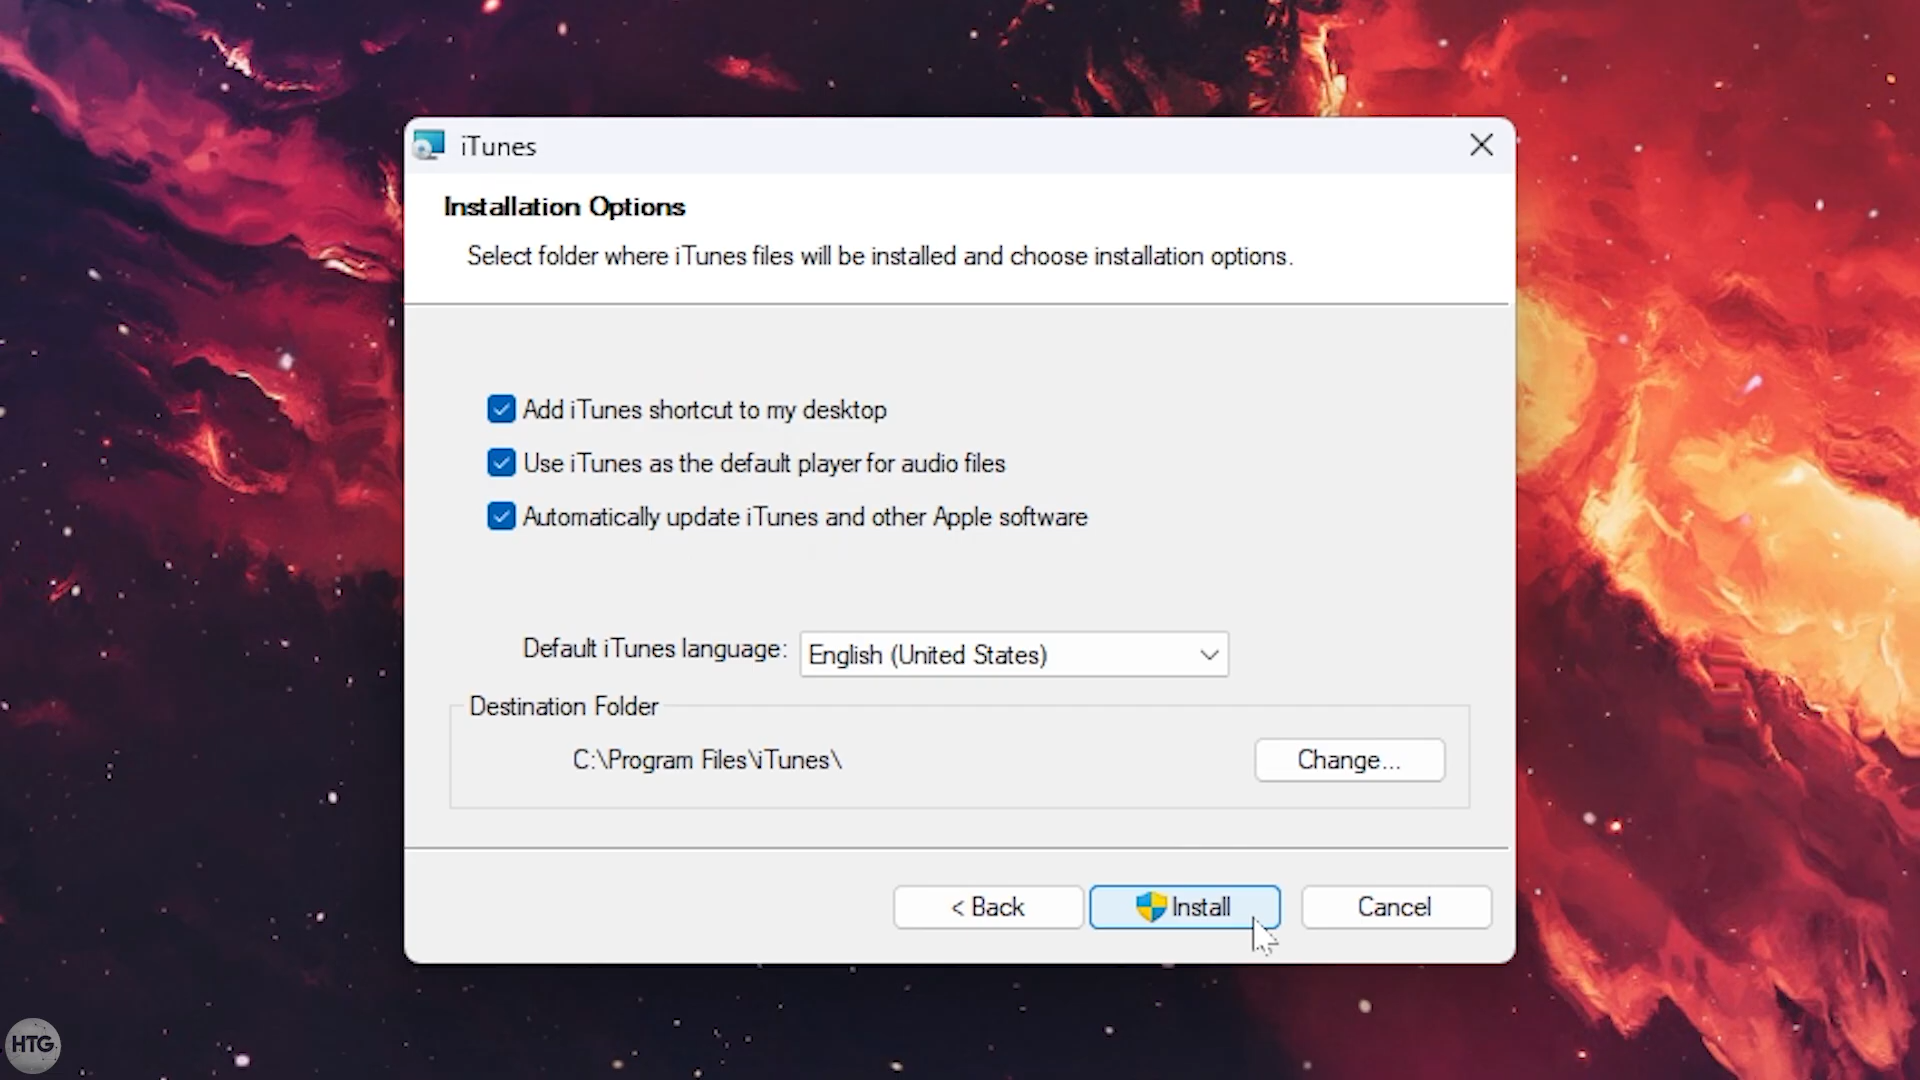 iTunes
Installation Options
Select folder where iTunes files will be installed and choose installation options.
Add iTunes shortcut to my desktop
Use iTunes as the default player for audio files
Automatically update iTunes and other Apple software
Default iTunes language: English (United States)
Destination Folder
C:\Program Files\iTunes\ Change...
< Back Install Cancel
HTG